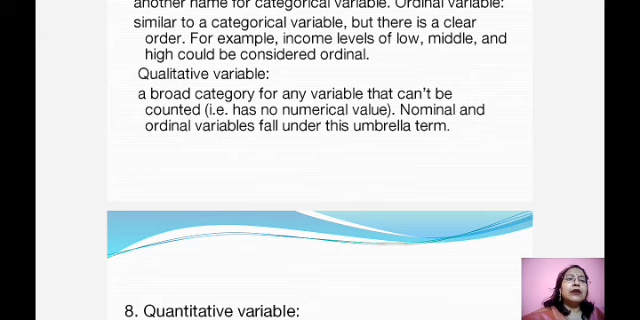 another name for categorical variable. Ordinal variable:
similar to a categorical variable, but there is a clear
order. For example, income levels of low, middle, and
high could be considered ordinal.
Qualitative variable:
a broad category for any variable that can’t be
counted (i.e. has no numerical value). Nominal and
ordinal variables fall under this umbrella term.
8. Quantitative variable: